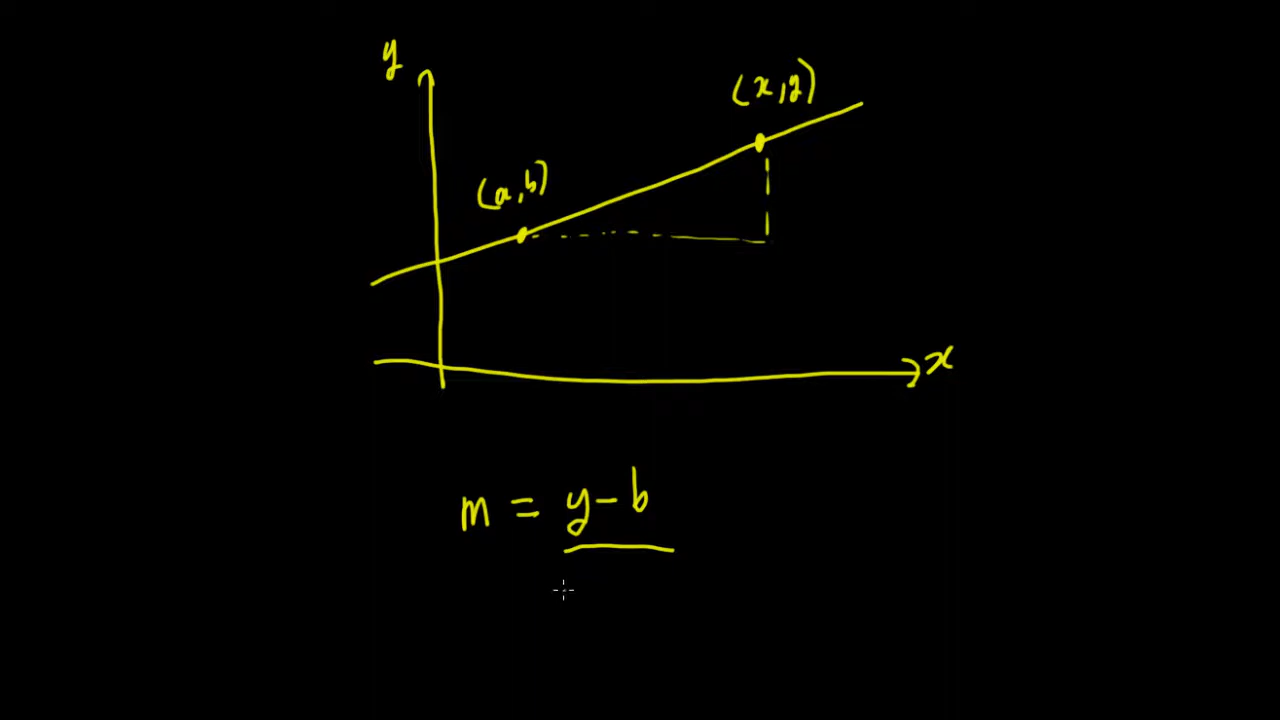 y
(x,y)
(a,b)
x
m = y-b